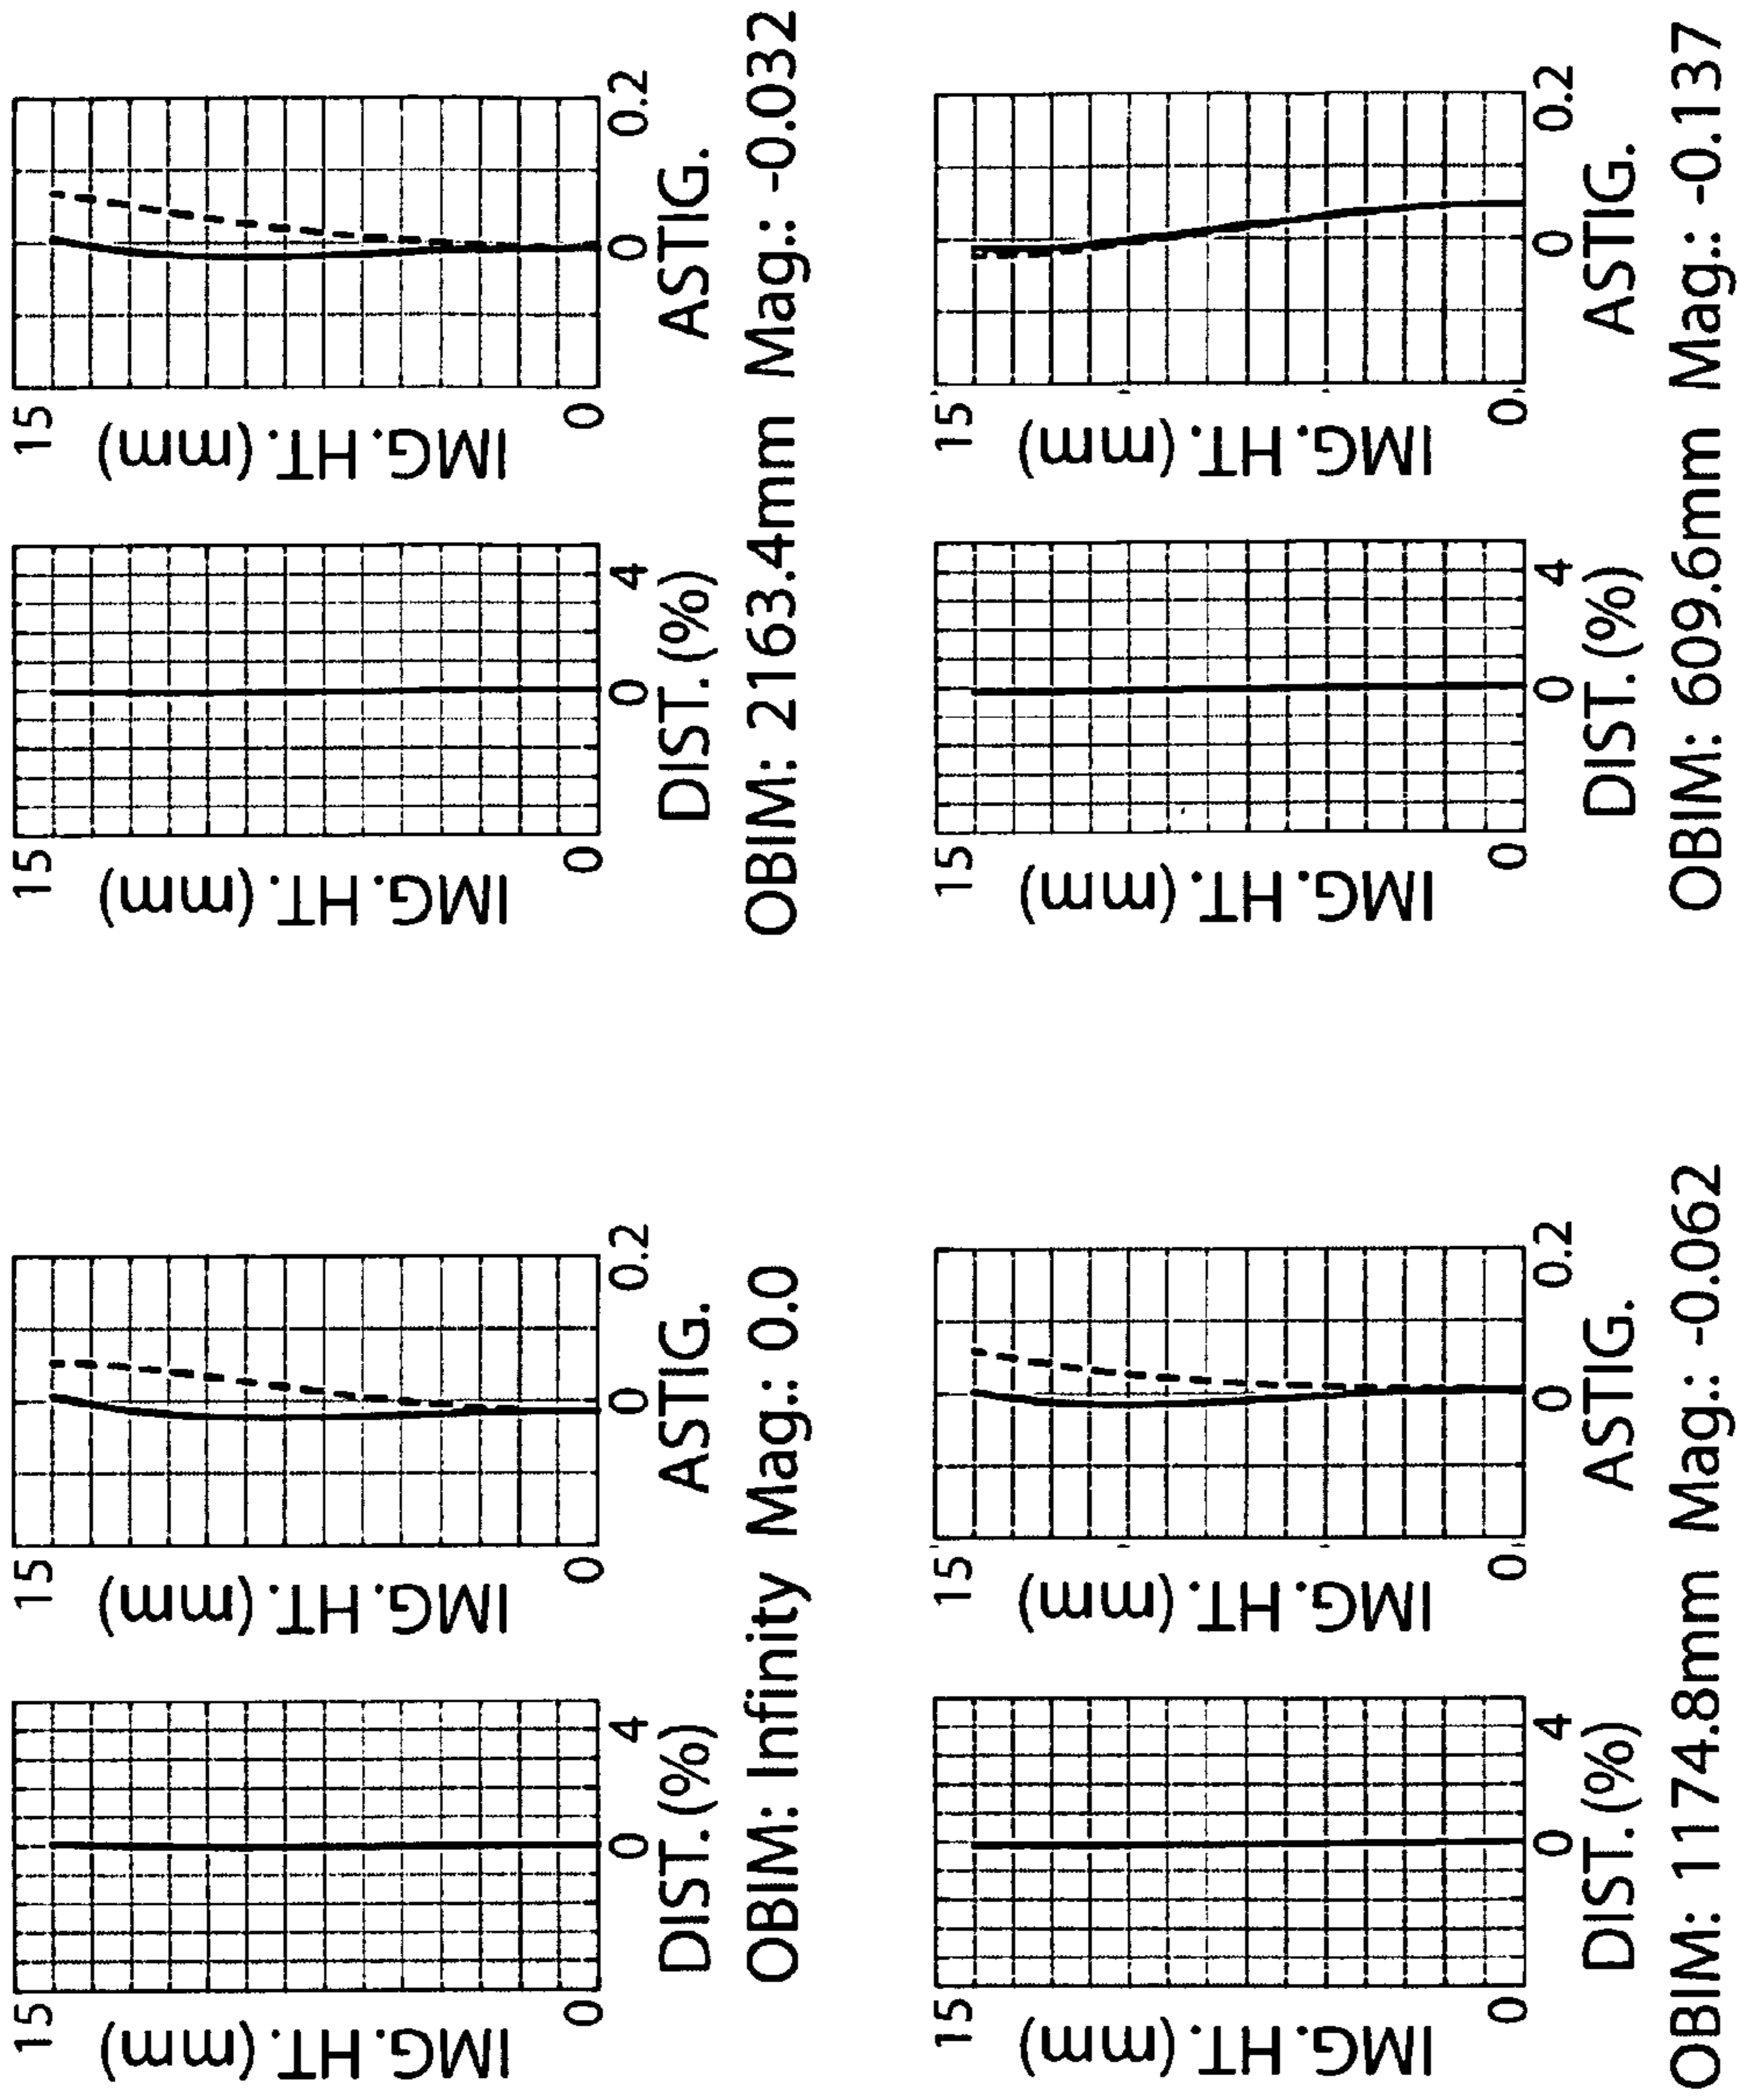 15
IMG. HT. (mm)
0
0 4
DIST. (%)
15
IMG. HT. (mm)
0
0 0.2
ASTIG.
OBIM: Infinity Mag.: 0.0
15
IMG. HT. (mm)
0
0 4
DIST. (%)
15
IMG. HT. (mm)
0
0 0.2
ASTIG.
OBIM: 2163.4mm Mag.: -0.032
15
IMG. HT. (mm)
0
0 4
DIST. (%)
15
IMG. HT. (mm)
0
0 0.2
ASTIG.
OBIM: 1174.8mm Mag.: -0.062
15
IMG. HT. (mm)
0
0 4
DIST. (%)
15
IMG. HT. (mm)
0
0 0.2
ASTIG.
OBIM: 609.6mm Mag.: -0.137